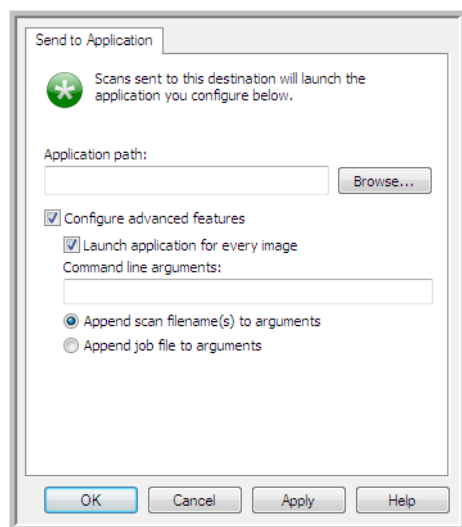 Send to Application
Scans sent to this destination will launch the
application you configure below.
Application path:
Browse...
Configure advanced features
Launch application for every image
Command line arguments:
Append scan filename(s) to arguments
Append job file to arguments
OK Cancel Apply Help